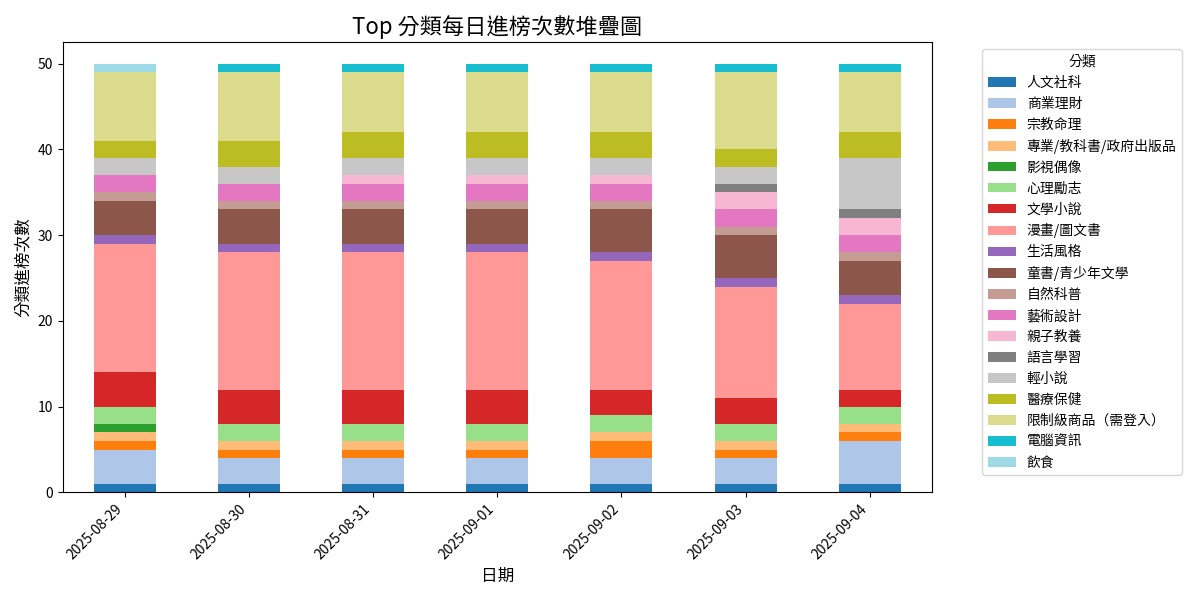 Top 分類每日進榜次數堆疊圖
分類進榜次數
50
40
30
20
10
0
2025-08-29
2025-08-30
2025-08-31
2025-09-01
2025-09-02
2025-09-03
2025-09-04
日期
分類
人文社科
商業理財
宗教命理
專業/教科書/政府出版品
影視偶像
心理勵志
文學小說
漫畫/圖文書
生活風格
童書/青少年文學
自然科普
藝術設計
親子教養
語言學習
輕小說
醫療保健
限制級商品（需登入）
電腦資訊
飲食